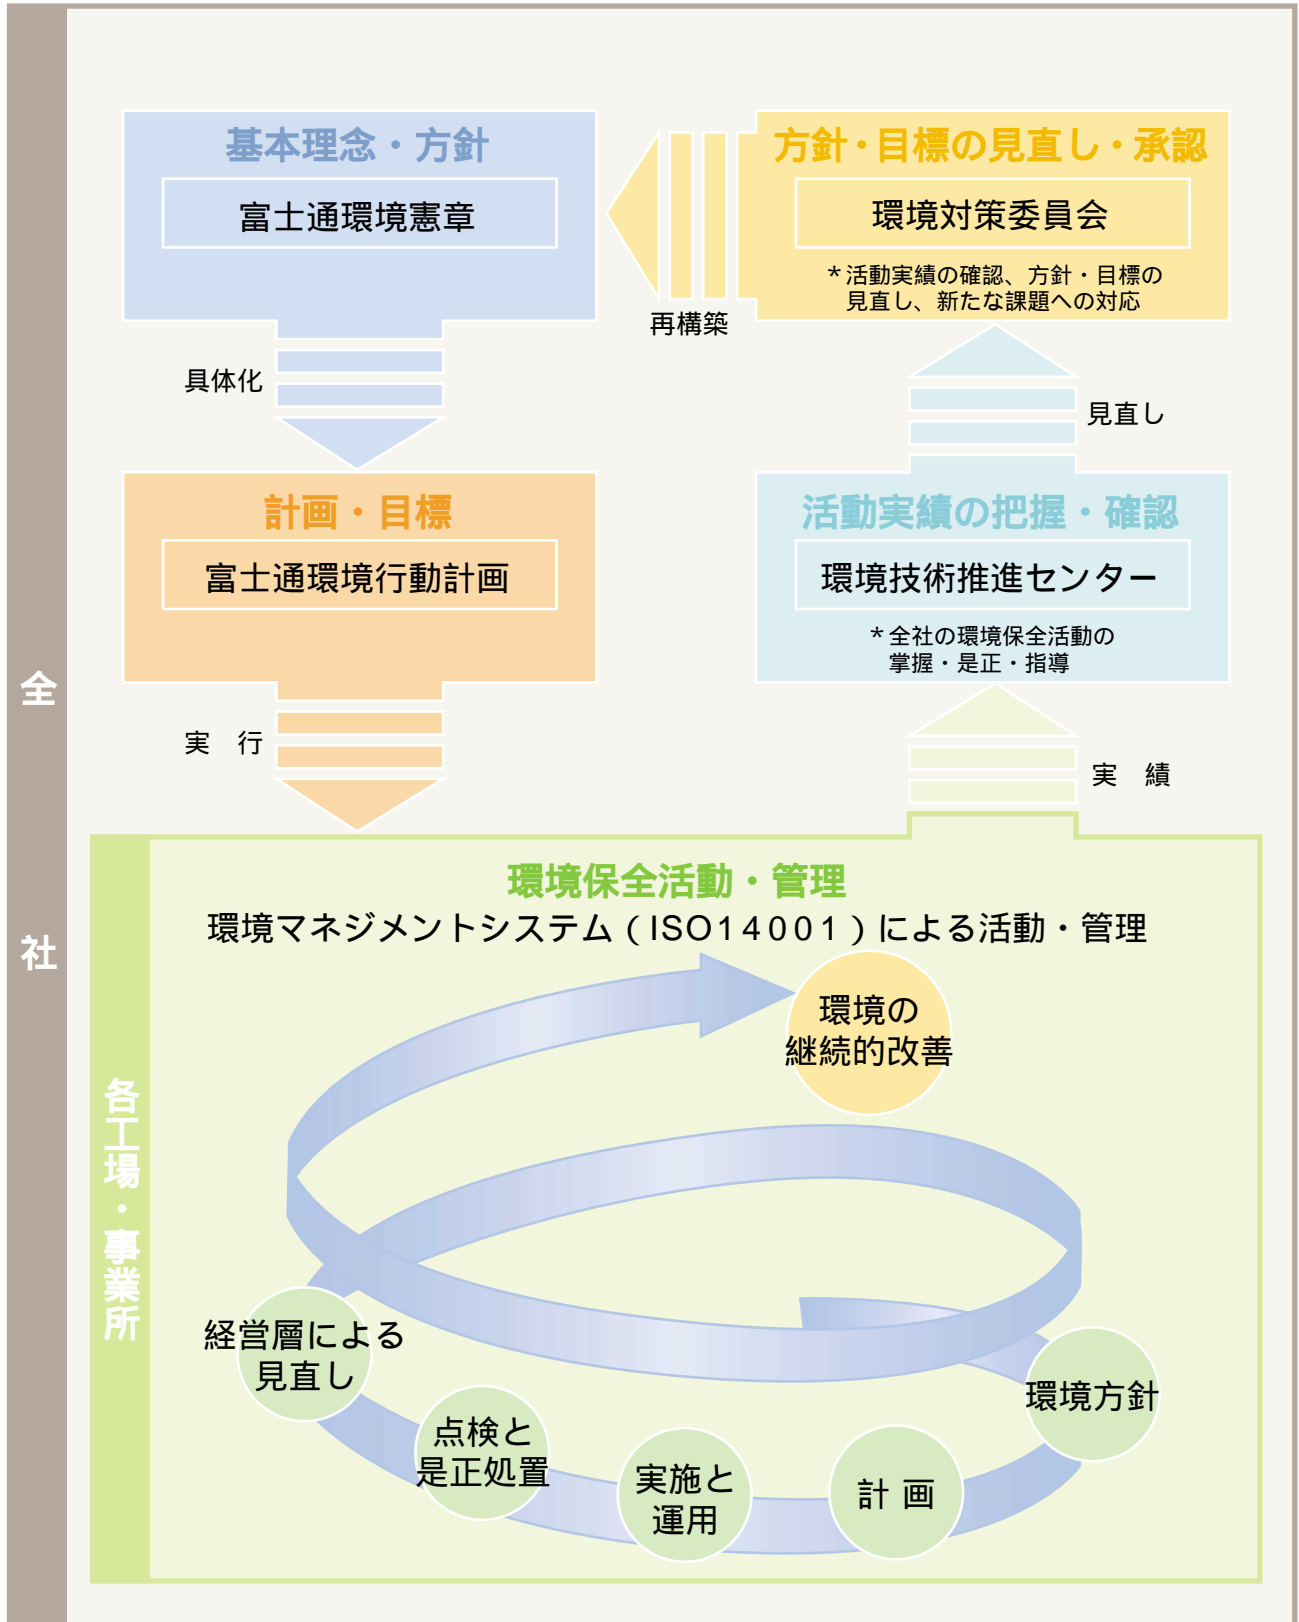 全社
基本理念・方針
富士通環境憲章
具体化
計画・目標
富士通環境行動計画
実 行
方針・目標の見直し・承認
環境対策委員会
*活動実績の確認、方針・目標の
見直し、新たな課題への対応
再構築
見直し
活動実績の把握・確認
環境技術推進センター
*全社の環境保全活動の
掌握・是正・指導
実 績
各工場・事業所
環境保全活動・管理
環境マネジメントシステム(ISO14001)による活動・管理
環境の
継続的改善
経営層による
見直し
点検と
是正処置
実施と
運用
計 画
環境方針